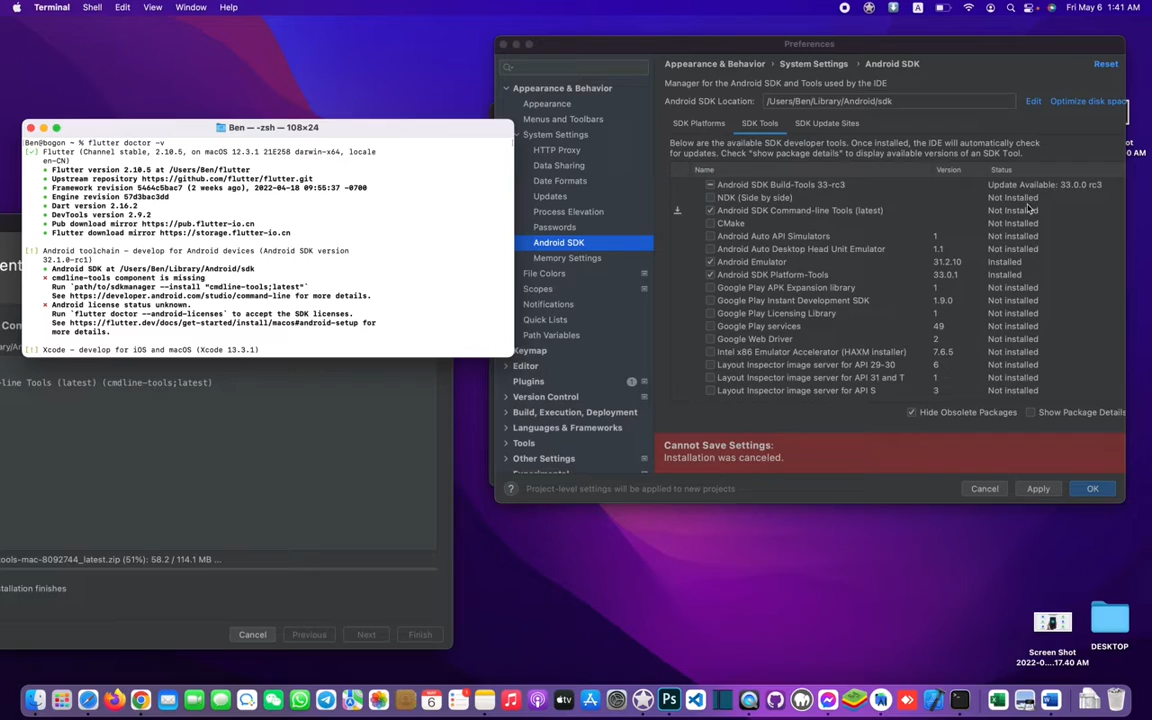 Terminal Shell Edit View Window Help
A
Fri May 6 1:41 AM
Ben — -zsh — 108×24
Ben@bogon ~ % flutter doctor -v
[✓] Flutter (Channel stable, 2.10.5, on macOS 12.3.1 21E258 darwin-x64, locale
en-CN)
• Flutter version 2.10.5 at /Users/Ben/flutter
• Upstream repository https://github.com/flutter/flutter.git
• Framework revision 5464c5bac7 (2 weeks ago), 2022-04-18 09:55:37 -0700
• Engine revision 57d3bac3dd
• Dart version 2.16.2
• DevTools version 2.9.2
• Pub download mirror https://pub.flutter-io.cn
• Flutter download mirror https://storage.flutter-io.cn
[!] Android toolchain - develop for Android devices (Android SDK version
32.1.0-rc1)
• Android SDK at /Users/Ben/Library/Android/sdk
✗ cmdline-tools component is missing
Run `path/to/sdkmanager --install "cmdline-tools;latest"`
See https://developer.android.com/studio/command-line for more details.
✗ Android license status unknown.
Run `flutter doctor --android-licenses` to accept the SDK licenses.
See https://flutter.dev/docs/get-started/install/macos#android-setup for
more details.
[!] Xcode - develop for iOS and macOS (Xcode 13.3.1)
-line Tools (latest) (cmdline-tools;latest)
ools-mac-8092744_latest.zip (51%): 58.2 / 114.1 MB ...
stallation finishes
Cancel Previous Next Finish
Preferences
Appearance & Behavior
Appearance
Menus and Toolbars
System Settings
HTTP Proxy
Data Sharing
Date Formats
Updates
Process Elevation
Passwords
Android SDK
Memory Settings
File Colors
Scopes
Notifications
Quick Lists
Path Variables
Keymap
Editor
Plugins 1
Version Control
Build, Execution, Deployment
Languages & Frameworks
Tools
Other Settings
Appearance & Behavior › System Settings › Android SDK Reset
Manager for the Android SDK and Tools used by the IDE
Android SDK Location: /Users/Ben/Library/Android/sdk Edit Optimize disk spac
SDK Platforms SDK Tools SDK Update Sites
Below are the available SDK developer tools. Once installed, the IDE will automatically check
for updates. Check "show package details" to display available versions of an SDK Tool.
Name Version Status
Android SDK Build-Tools 33-rc3 Update Available: 33.0.0 rc3
NDK (Side by side) Not Installed
Android SDK Command-line Tools (latest) Not Installed
CMake Not installed
Android Auto API Simulators 1 Not installed
Android Auto Desktop Head Unit Emulator 1.1 Not installed
Android Emulator 31.2.10 Installed
Android SDK Platform-Tools 33.0.1 Installed
Google Play APK Expansion library 1 Not installed
Google Play Instant Development SDK 1.9.0 Not installed
Google Play Licensing Library 1 Not installed
Google Play services 49 Not installed
Google Web Driver 2 Not installed
Intel x86 Emulator Accelerator (HAXM installer) 7.6.5 Not installed
Layout Inspector image server for API 29-30 6 Not installed
Layout Inspector image server for API 31 and T 1 Not installed
Layout Inspector image server for API S 3 Not installed
Hide Obsolete Packages Show Package Details
Cannot Save Settings:
Installation was canceled.
? Project-level settings will be applied to new projects Cancel Apply OK
Screen Shot
2022-0....17.40 AM
DESKTOP